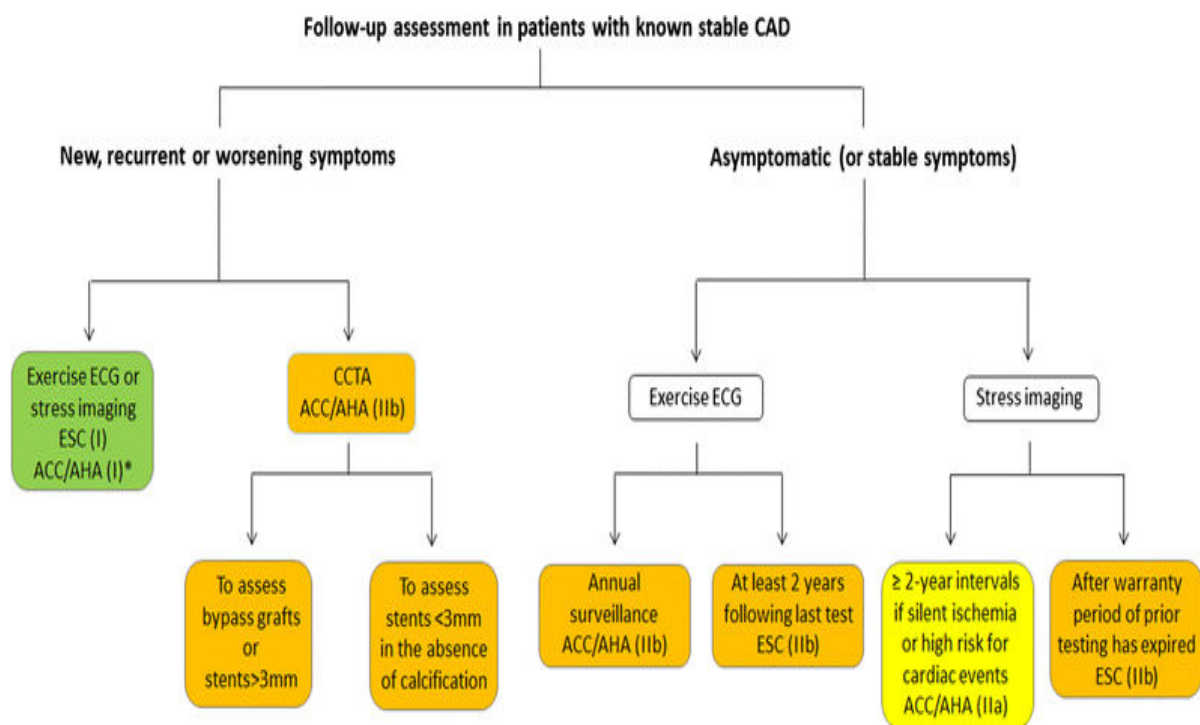 Follow-up assessment in patients with known stable CAD
New, recurrent or worsening symptoms
Asymptomatic (or stable symptoms)
Exercise ECG or
stress imaging
ESC (I)
ACC/AHA (I)*
CCTA
ACC/AHA (IIb)
Exercise ECG
Stress imaging
To assess
bypass grafts
or
stents>3mm
To assess
stents <3mm
in the absence
of calcification
Annual
surveillance
ACC/AHA (IIb)
At least 2 years
following last test
ESC (IIb)
≥ 2-year intervals
if silent ischemia
or high risk for
cardiac events
ACC/AHA (IIa)
After warranty
period of prior
testing has expired
ESC (IIb)